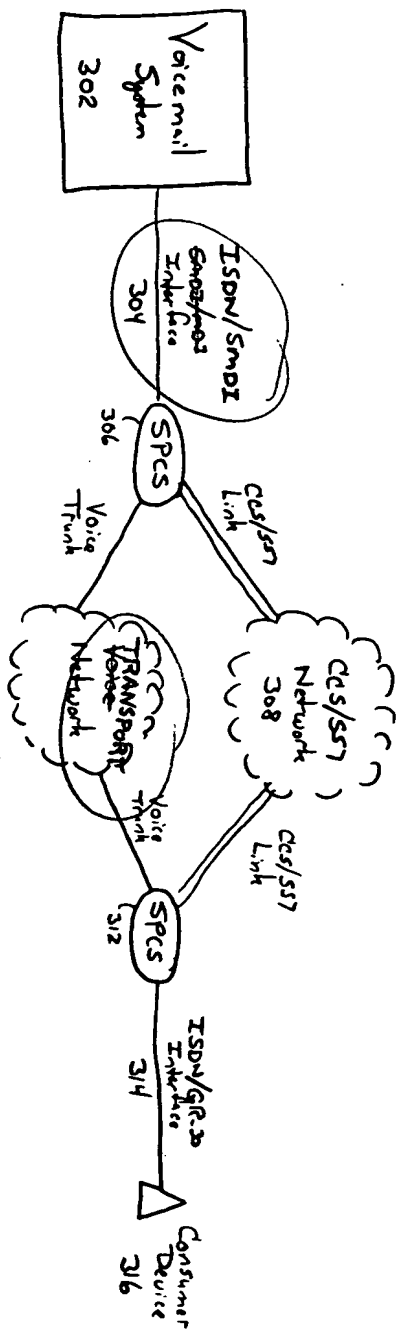 Voicemail
System
302
ISDN/SMDI
Interface
304
306
SPCS
CCS/SS7
Link
Voice
Trunk
CCS/SS7
Network
308
TRANSPORT
Network
CCS/SS7
Link
Voice
Trunk
SPCS
312
ISDN/GR-30
Interface
314
Consumer
Device
316